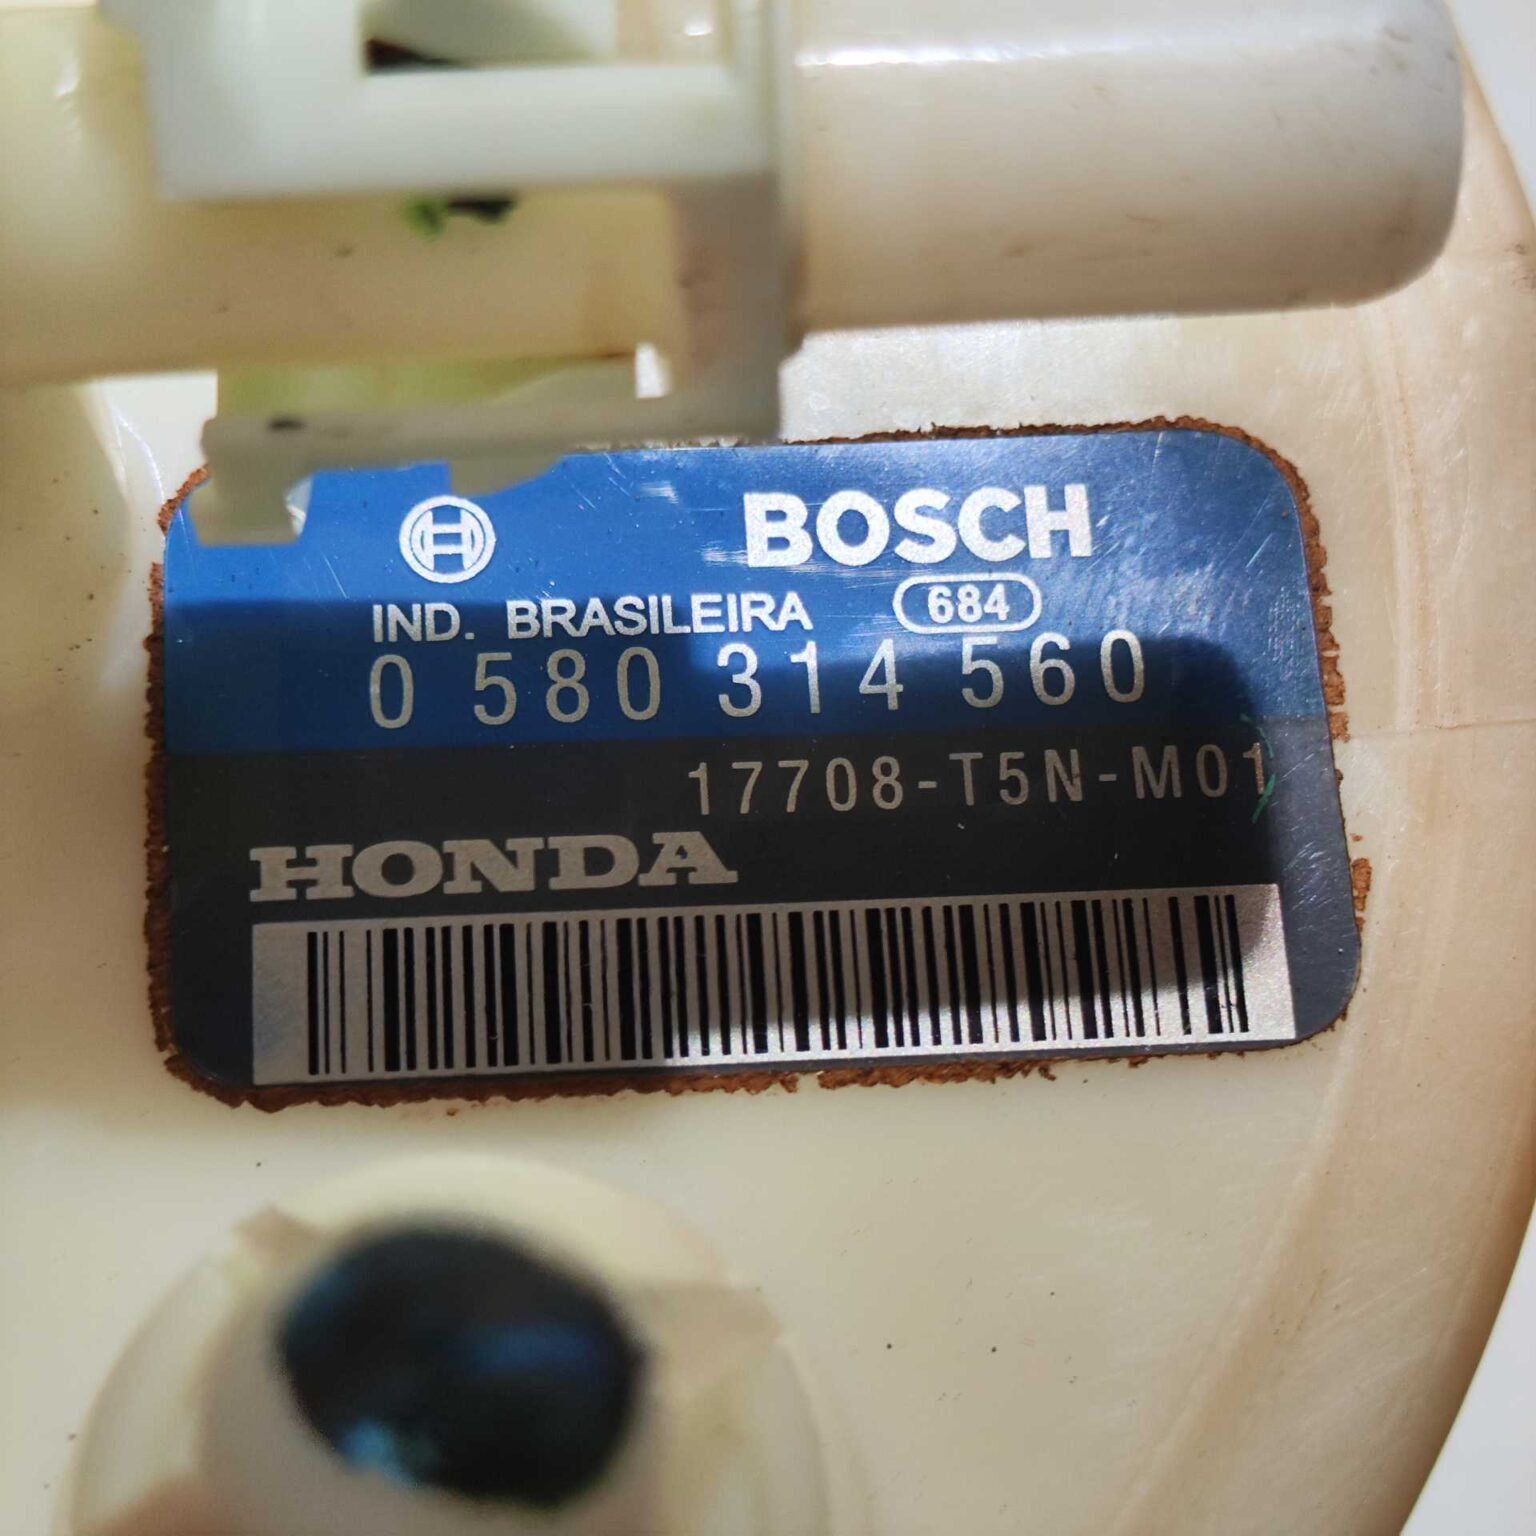 BOSCH
IND. BRASILEIRA 684
0 580 314 560
17708-T5N-M01
HONDA